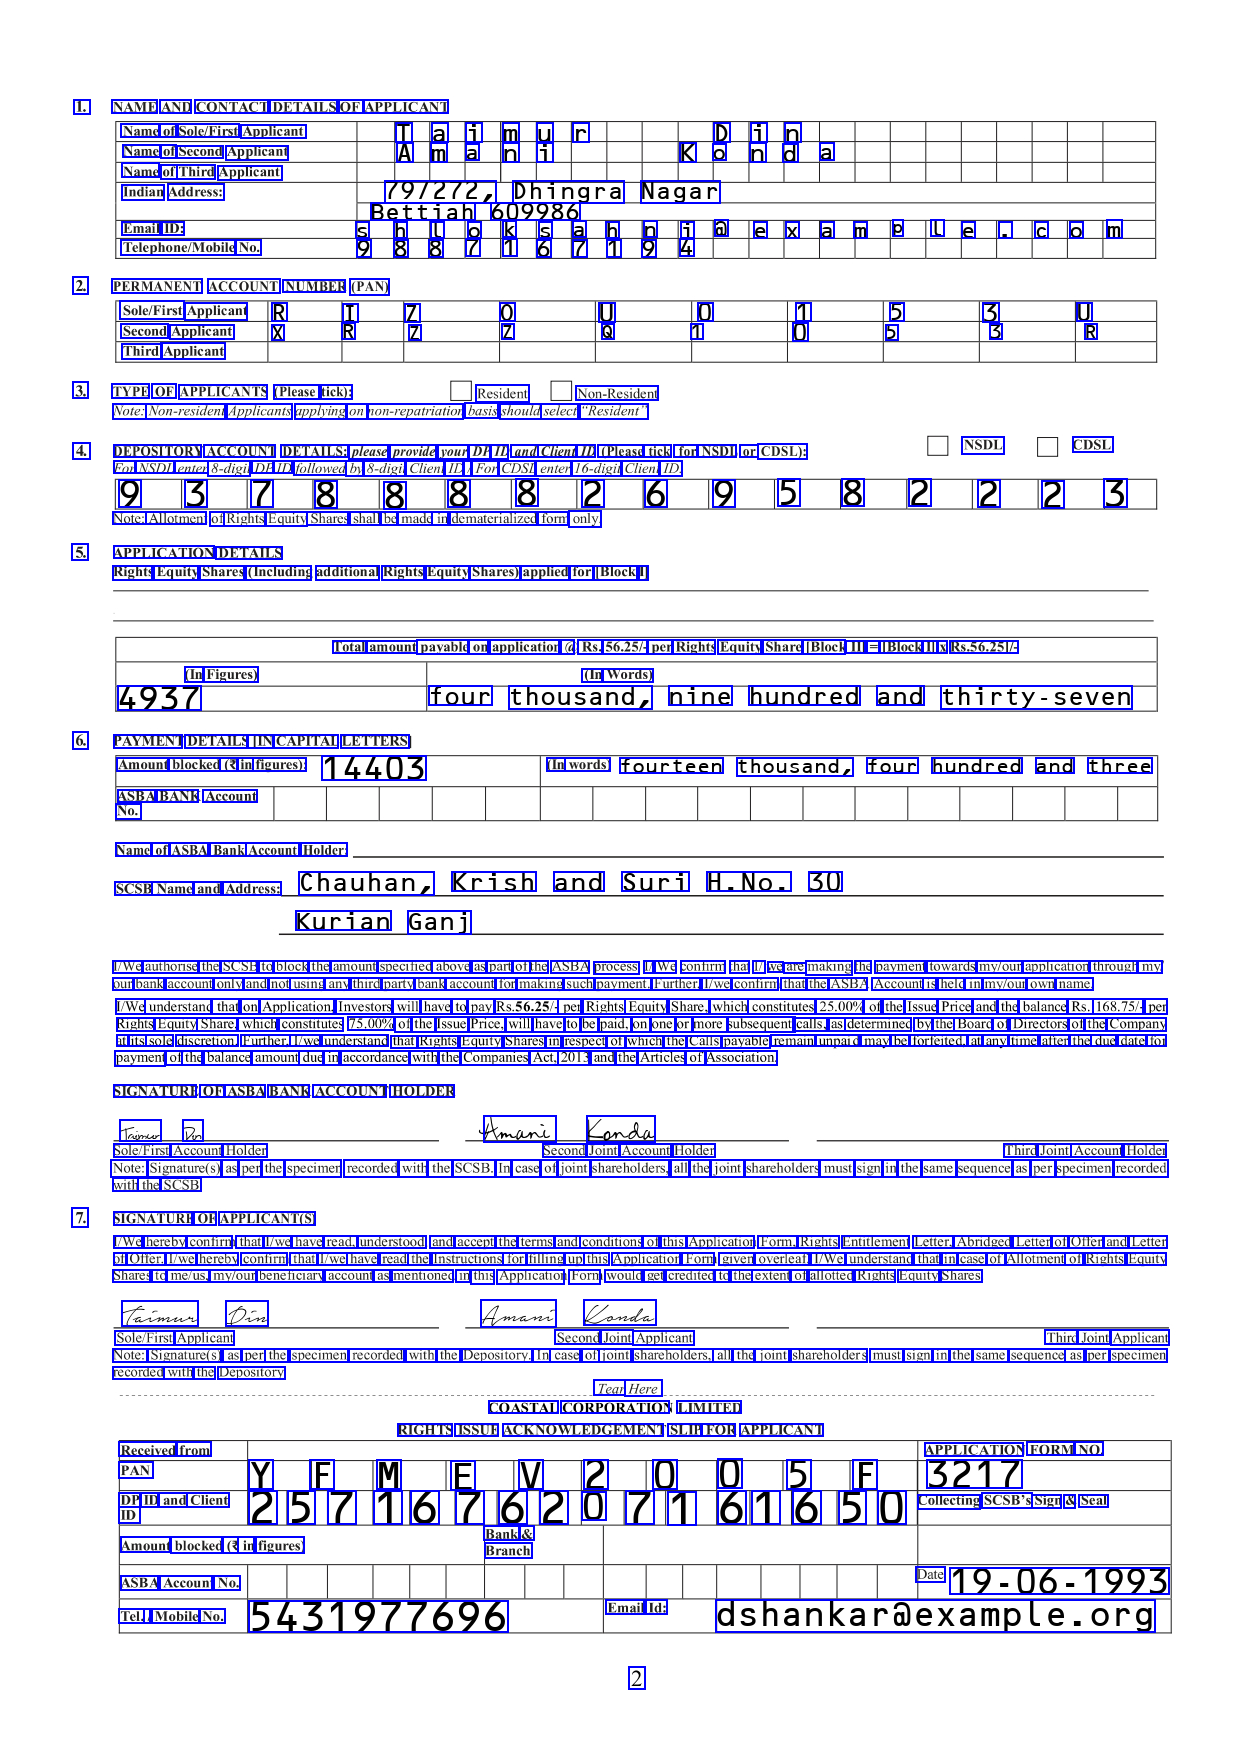 1. NAME AND CONTACT DETAILS OF APPLICANT
Name of Sole/First Applicant T a i m u r D i n
Name of Second Applicant A m a n i K o n d a
Name of Third Applicant
Indian Address: 79/272, Dhingra Nagar
Bettiah 609986
Email ID: s h l o k s a h n i @ e x a m p l e . c o m
Telephone/Mobile No. 9 8 8 7 1 6 7 1 9 4
2. PERMANENT ACCOUNT NUMBER (PAN)
Sole/First Applicant R I Z O U 0 1 5 3 U
Second Applicant X R Z Z Q 1 0 5 3 R
Third Applicant
3. TYPE OF APPLICANTS (Please tick): Resident Non-Resident
Note: Non-resident Applicants applying on non-repatriation basis should select "Resident"
4. DEPOSITORY ACCOUNT DETAILS: please provide your DP ID and Client ID (Please tick for NSDL or CDSL): NSDL CDSL
For NSDL enter 8-digit DP ID followed by 8-digit Client ID / For CDSL enter 16-digit Client ID.
9 3 7 8 8 8 8 2 6 9 5 8 2 2 2 3
Note: Allotment of Rights Equity Shares shall be made in dematerialized form only.
5. APPLICATION DETAILS
Rights Equity Shares (Including additional Rights Equity Shares) applied for [Block I]
Total amount payable on application @ Rs. 56.25/- per Rights Equity Share [Block II] = [Block I] x Rs.56.25]/-
(In Figures) (In Words)
4937 four thousand, nine hundred and thirty-seven
6. PAYMENT DETAILS [IN CAPITAL LETTERS]
Amount blocked (₹ in figures): 14403 (In words) fourteen thousand, four hundred and three
ASBA BANK Account
No.
Name of ASBA Bank Account Holder:
SCSB Name and Address: Chauhan, Krish and Suri H.No. 30
Kurian Ganj
I/We authorise the SCSB to block the amount specified above as part of the ASBA process. I/ We confirm that I/ we are making the payment towards my/our application through my/
our bank account only and not using any third party bank account for making such payment. Further, I/we confirm that the ASBA Account is held in my/our own name.
I/We understand that on Application, Investors will have to pay Rs.56.25/- per Rights Equity Share, which constitutes 25.00% of the Issue Price and the balance Rs. 168.75/- per
Rights Equity Share, which constitutes 75.00% of the Issue Price, will have to be paid, on one or more subsequent calls, as determined by the Board of Directors of the Company
at its sole discretion. Further, I/we understand that Rights Equity Shares in respect of which the Calls payable remain unpaid may be forfeited, at any time after the due date for
payment of the balance amount due in accordance with the Companies Act, 2013 and the Articles of Association.
SIGNATURE OF ASBA BANK ACCOUNT HOLDER
Taimur Din Amani Konda
Sole/First Account Holder Second Joint Account Holder Third Joint Account Holder
Note: Signature(s) as per the specimen recorded with the SCSB. In case of joint shareholders, all the joint shareholders must sign in the same sequence as per specimen recorded
with the SCSB
7. SIGNATURE OF APPLICANT(S)
I/We hereby confirm that I/we have read, understood and accept the terms and conditions of this Application Form, Rights Entitlement Letter, Abridged Letter of Offer and Letter
of Offer. I/we hereby confirm that I/we have read the Instructions for filling up this Application Form given overleaf. I/We understand that in case of Allotment of Rights Equity
Shares to me/us, my/our beneficiary account as mentioned in this Application Form would get credited to the extent of allotted Rights Equity Shares
Taimur Din Amani Konda
Sole/First Applicant Second Joint Applicant Third Joint Applicant
Note: Signature(s) as per the specimen recorded with the Depository. In case of joint shareholders, all the joint shareholders must sign in the same sequence as per specimen
recorded with the Depository
Tear Here
COASTAL CORPORATION LIMITED
RIGHTS ISSUE ACKNOWLEDGEMENT SLIP FOR APPLICANT
Received from APPLICATION FORM NO.
PAN Y F M E V 2 0 0 5 F 3217
DP ID and Client
ID 2 5 7 1 6 7 6 2 0 7 1 6 1 6 5 0 Collecting SCSB's Sign & Seal
Amount blocked (₹ in figures) Bank &
Branch
ASBA Account No. Date 19-06-1993
Tel., Mobile No. 5431977696 Email Id: dshankar@example.org
2